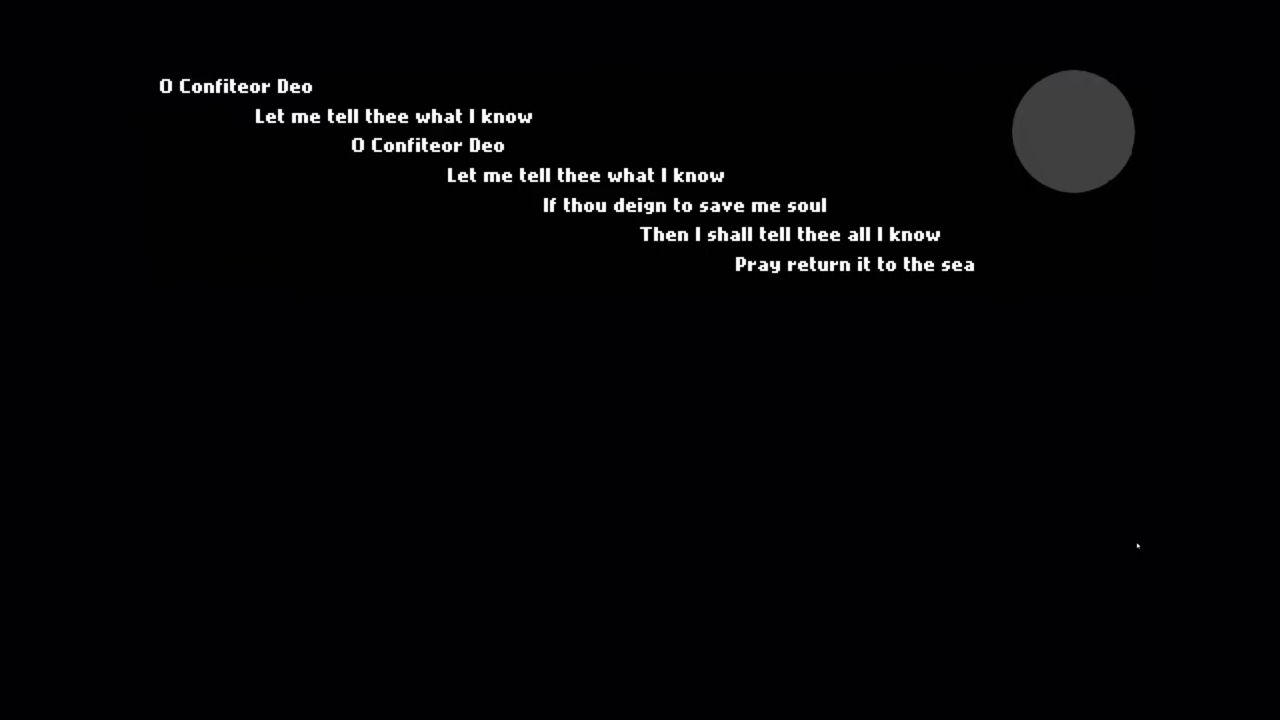 O Confiteor Deo
Let me tell thee what I know
O Confiteor Deo
Let me tell thee what I know
If thou deign to save me soul
Then I shall tell thee all I know
Pray return it to the sea